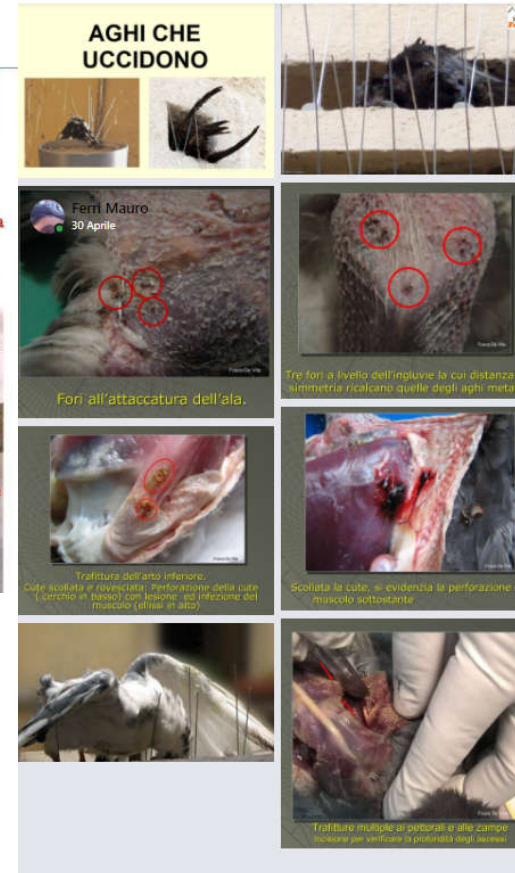 AGHI CHE
UCCIDONO
Ferri Mauro
30 Aprile
Fori all'attaccatura dell'ala.
Tre fori a livello dell'ingluvie la cui distanza
simmetria ricalcano quelle degli aghi meta
Trafittura dell'arto inferiore.
Cute scollata e rovesciata: Perforazione della cute
( cerchio in basso) con lesione ed infezione del
muscolo (ellissi in alto)
Scollata la cute, si evidenzia la perforazione
muscolo sottostante
Trafitture multiple ai pettorali e alle zampe
Incisione per verificare la profondità degli ascessi